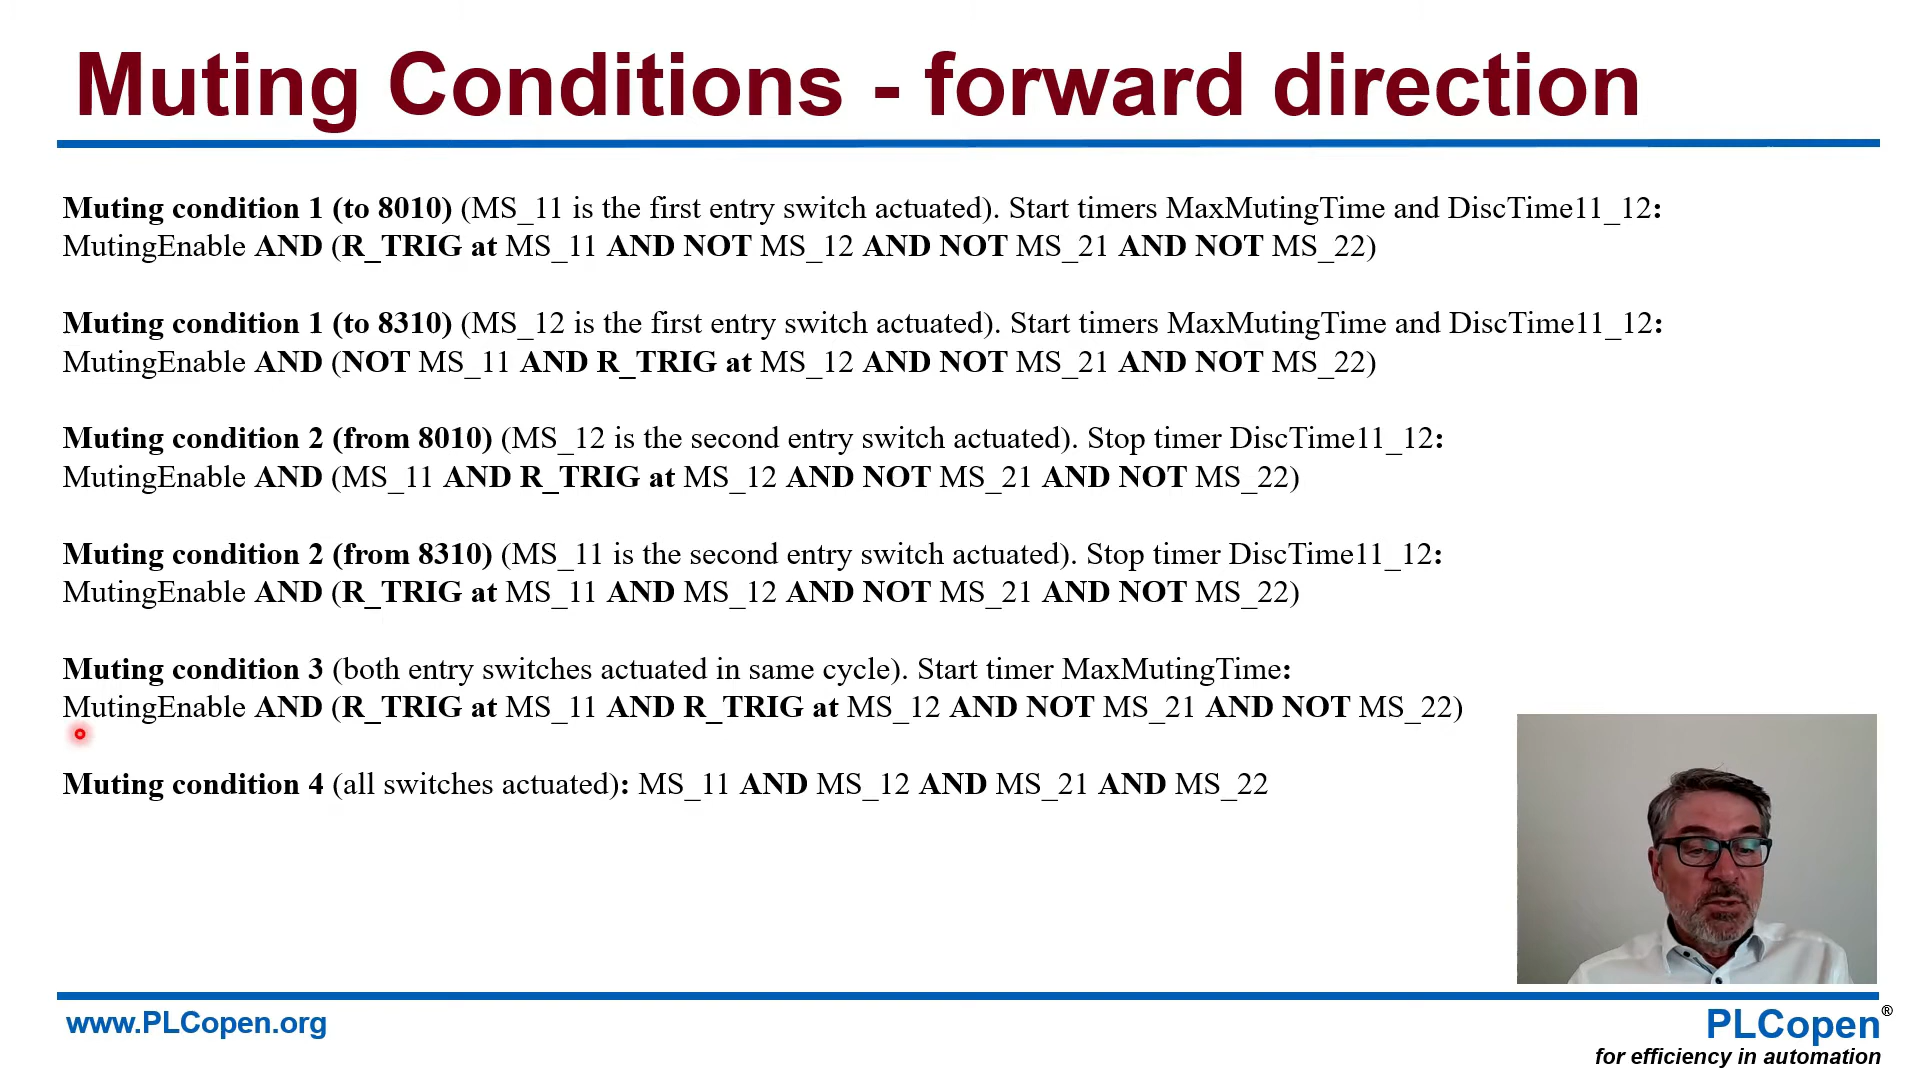 Muting Conditions - forward direction
Muting condition 1 (to 8010) (MS_11 is the first entry switch actuated). Start timers MaxMutingTime and DiscTime11_12:
MutingEnable AND (R_TRIG at MS_11 AND NOT MS_12 AND NOT MS_21 AND NOT MS_22)
Muting condition 1 (to 8310) (MS_12 is the first entry switch actuated). Start timers MaxMutingTime and DiscTime11_12:
MutingEnable AND (NOT MS_11 AND R_TRIG at MS_12 AND NOT MS_21 AND NOT MS_22)
Muting condition 2 (from 8010) (MS_12 is the second entry switch actuated). Stop timer DiscTime11_12:
MutingEnable AND (MS_11 AND R_TRIG at MS_12 AND NOT MS_21 AND NOT MS_22)
Muting condition 2 (from 8310) (MS_11 is the second entry switch actuated). Stop timer DiscTime11_12:
MutingEnable AND (R_TRIG at MS_11 AND MS_12 AND NOT MS_21 AND NOT MS_22)
Muting condition 3 (both entry switches actuated in same cycle). Start timer MaxMutingTime:
MutingEnable AND (R_TRIG at MS_11 AND R_TRIG at MS_12 AND NOT MS_21 AND NOT MS_22)
Muting condition 4 (all switches actuated): MS_11 AND MS_12 AND MS_21 AND MS_22
www.PLCopen.org
PLCopen®
for efficiency in automation